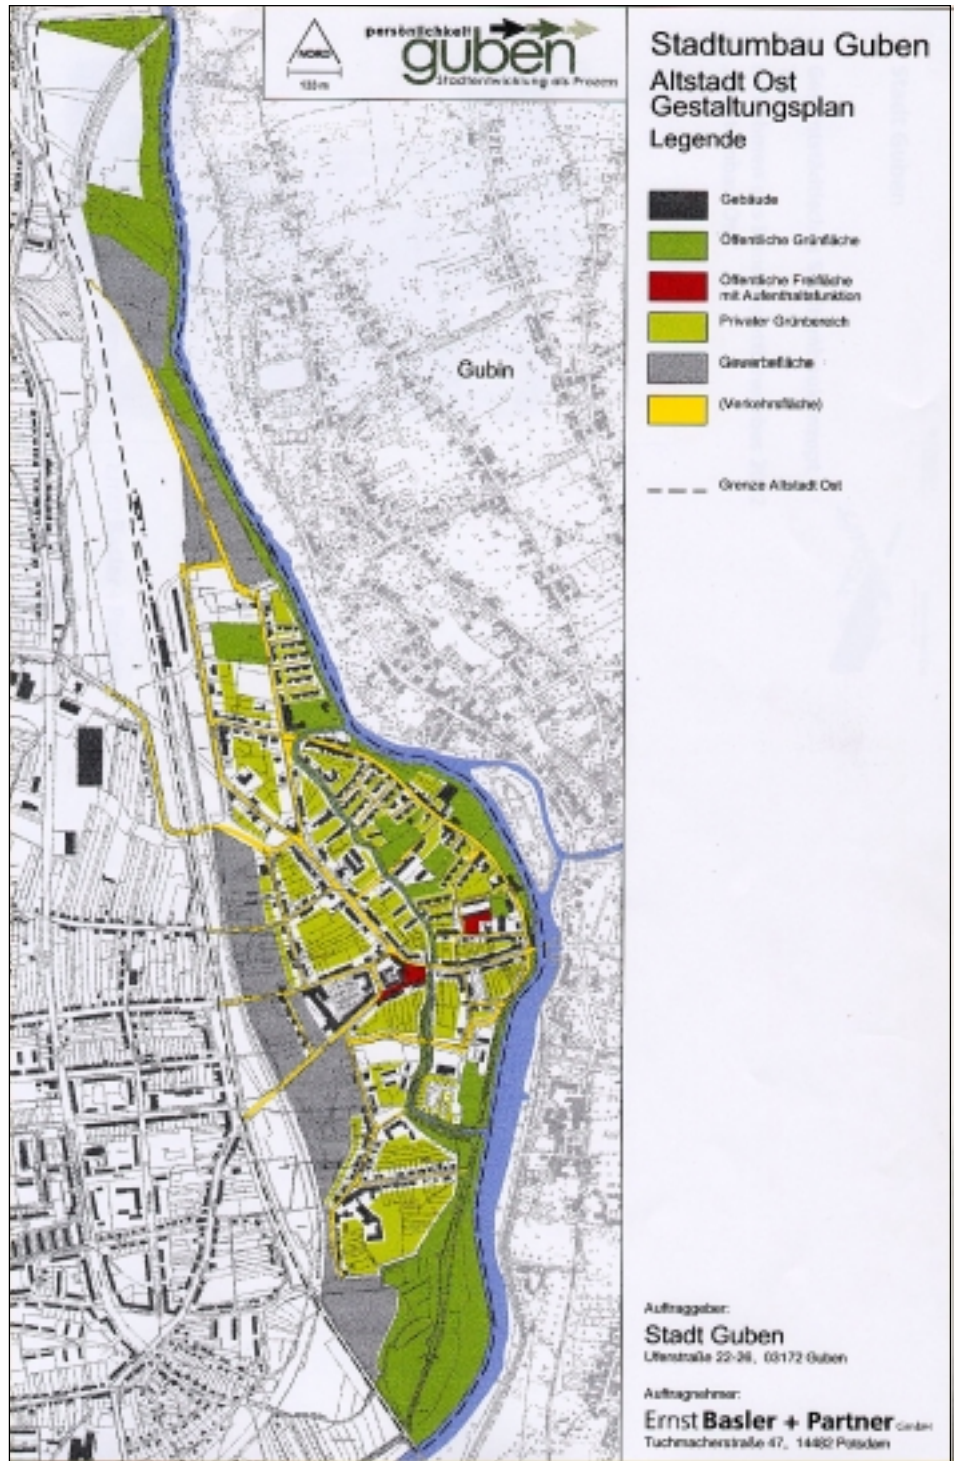 NORD
133 m
persönlichkeit
guben
Stadtentwicklung als Prozess
Stadtumbau Guben
Altstadt Ost
Gestaltungsplan
Legende
Gebäude
Öffentliche Grünfläche
Öffentliche Freifläche
mit Aufenthaltsfunktion
Privater Grünbereich
Gewerbefläche
(Verkehrsfläche)
Grenze Altstadt Ost
Gubin
Auftraggeber:
Stadt Guben
Uferstraße 22-26, 03172 Guben
Auftragnehmer:
Ernst Basler + Partner GmbH
Tuchmacherstraße 47, 14482 Potsdam